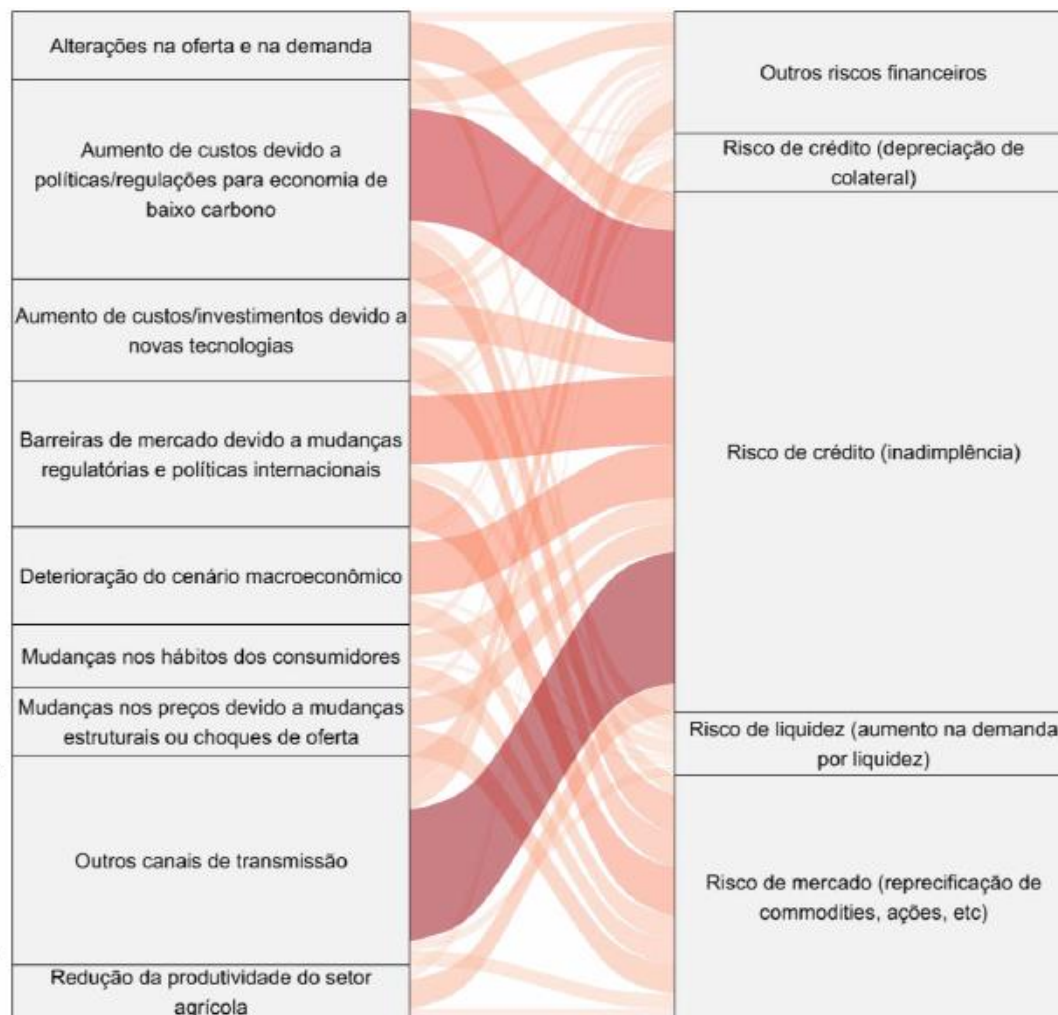 Alterações na oferta e na demanda
Aumento de custos devido a
políticas/regulações para economia de
baixo carbono
Aumento de custos/investimentos devido a
novas tecnologias
Barreiras de mercado devido a mudanças
regulatórias e políticas internacionais
Deterioração do cenário macroeconômico
Mudanças nos hábitos dos consumidores
Mudanças nos preços devido a mudanças
estruturais ou choques de oferta
Outros canais de transmissão
Redução da produtividade do setor
agrícola
Outros riscos financeiros
Risco de crédito (depreciação de
colateral)
Risco de crédito (inadimplência)
Risco de liquidez (aumento na demanda
por liquidez)
Risco de mercado (reprecificação de
commodities, ações, etc)